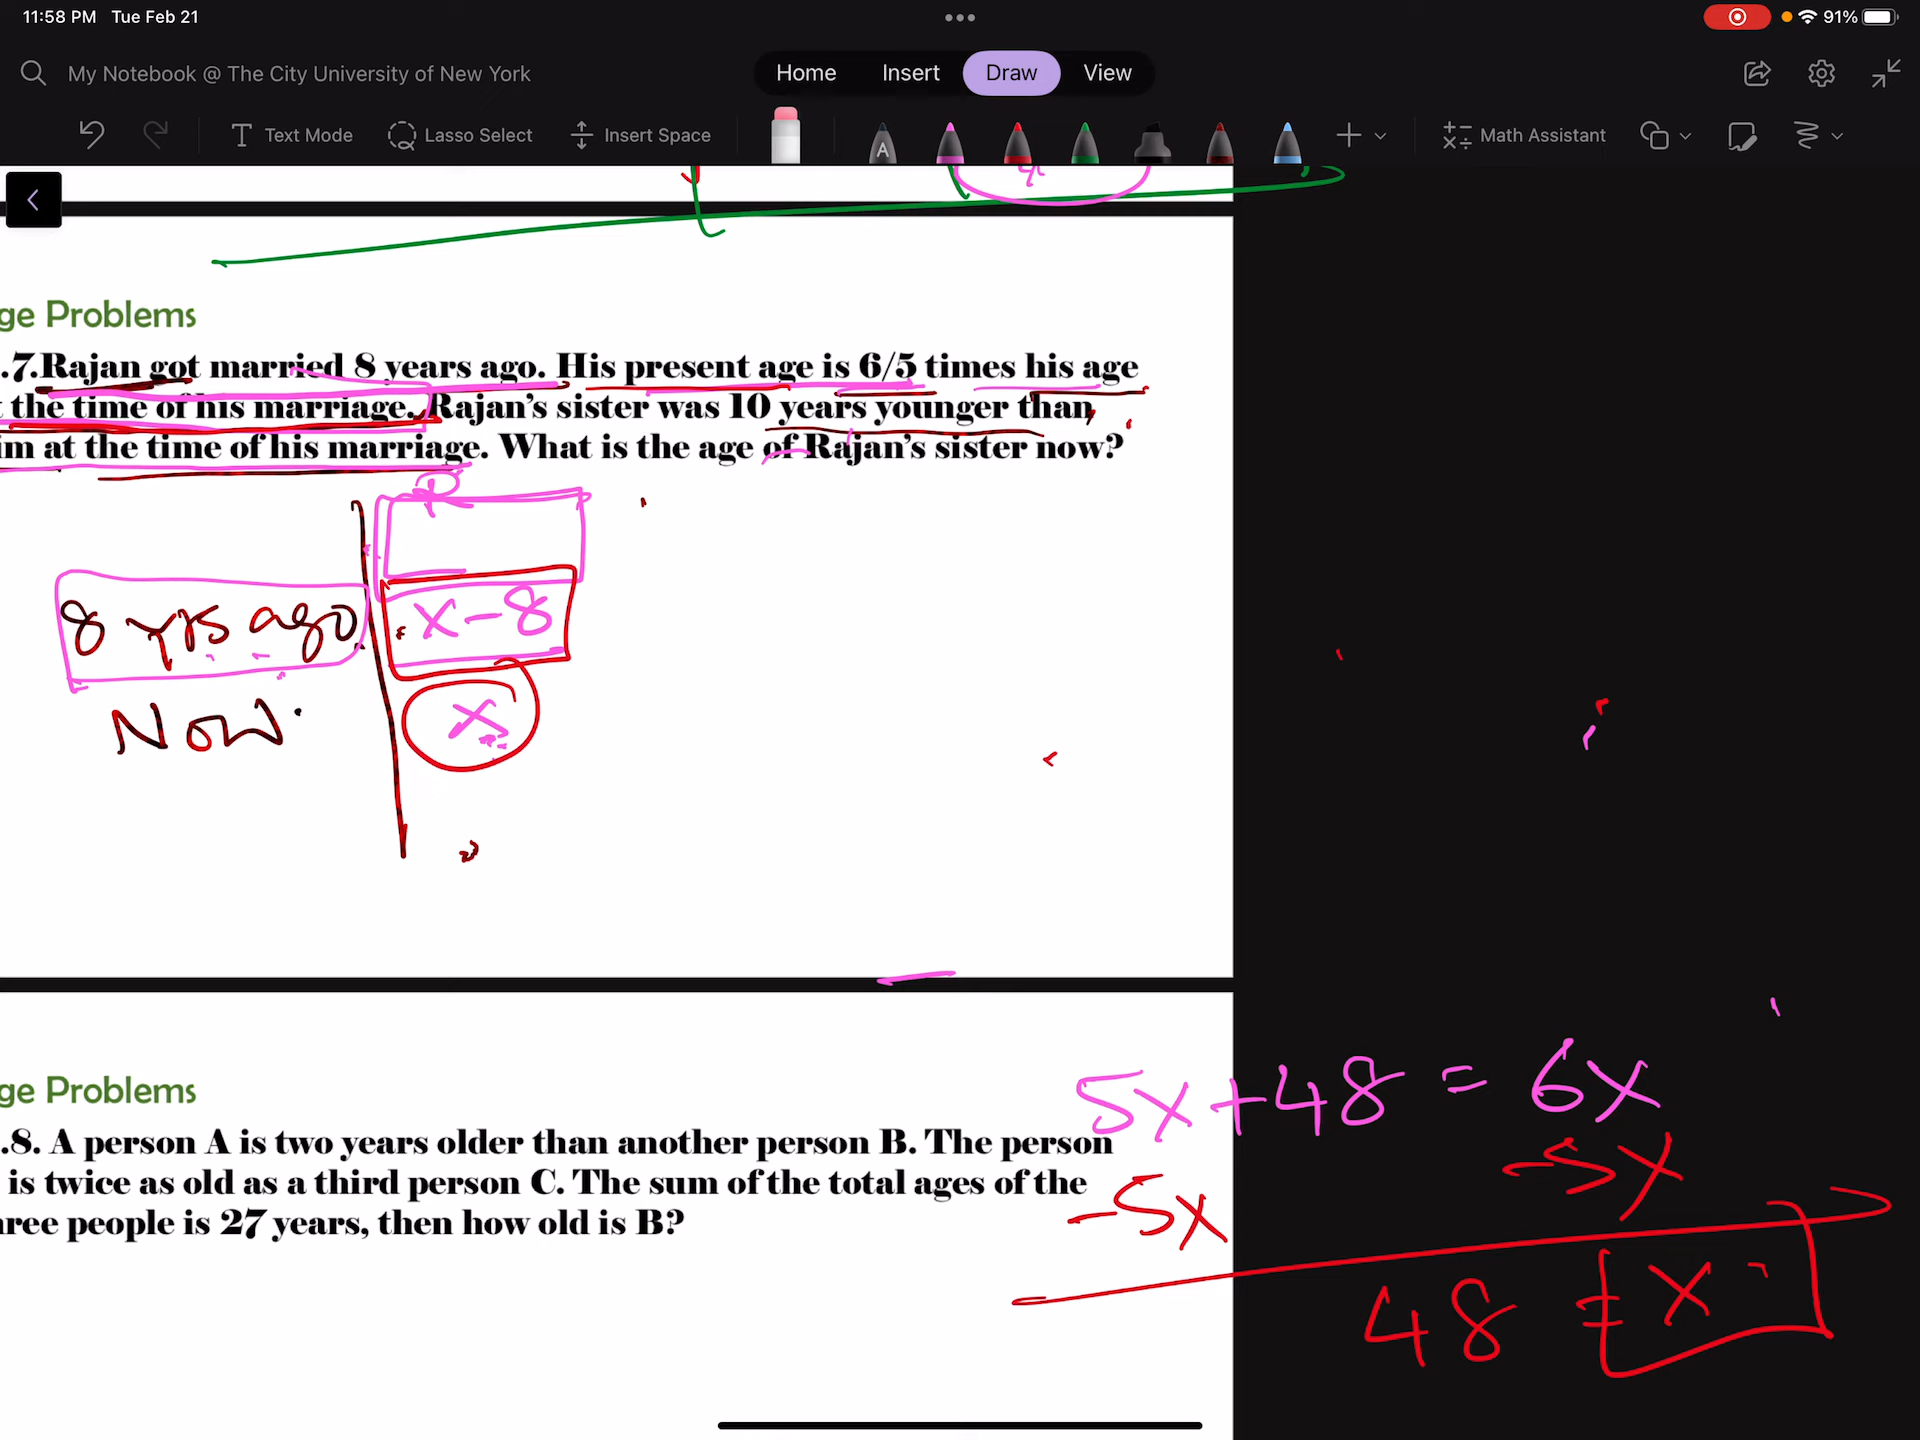 11:58 PM Tue Feb 21
91%
My Notebook @ The City University of New York
Home Insert Draw View
Text Mode Lasso Select Insert Space
A
Math Assistant
ge Problems
.7.Rajan got married 8 years ago. His present age is 6/5 times his age
the time of his marriage. Rajan's sister was 10 years younger than
im at the time of his marriage. What is the age of Rajan's sister now?
R
8 yrs ago x - 8
Now x
5x + 48 = 6x
-5x
-5x
48 = x
ge Problems
.8. A person A is two years older than another person B. The person
is twice as old as a third person C. The sum of the total ages of the
hree people is 27 years, then how old is B?